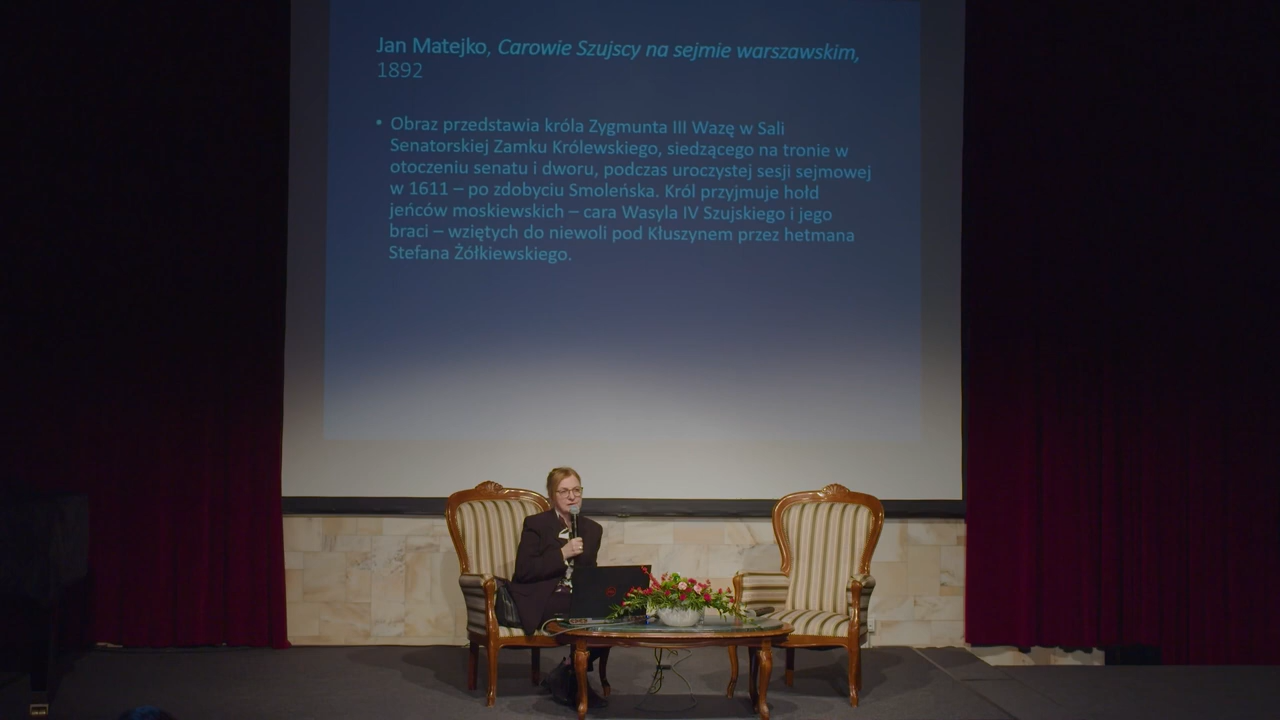 Jan Matejko, Carowie Szujscy na sejmie warszawskim,
1892
• Obraz przedstawia króla Zygmunta III Wazę w Sali
Senatorskiej Zamku Królewskiego, siedzącego na tronie w
otoczeniu senatu i dworu, podczas uroczystej sesji sejmowej
w 1611 – po zdobyciu Smoleńska. Król przyjmuje hołd
jeńców moskiewskich – cara Wasyla IV Szujskiego i jego
braci – wziętych do niewoli pod Kłuszynem przez hetmana
Stefana Żółkiewskiego.